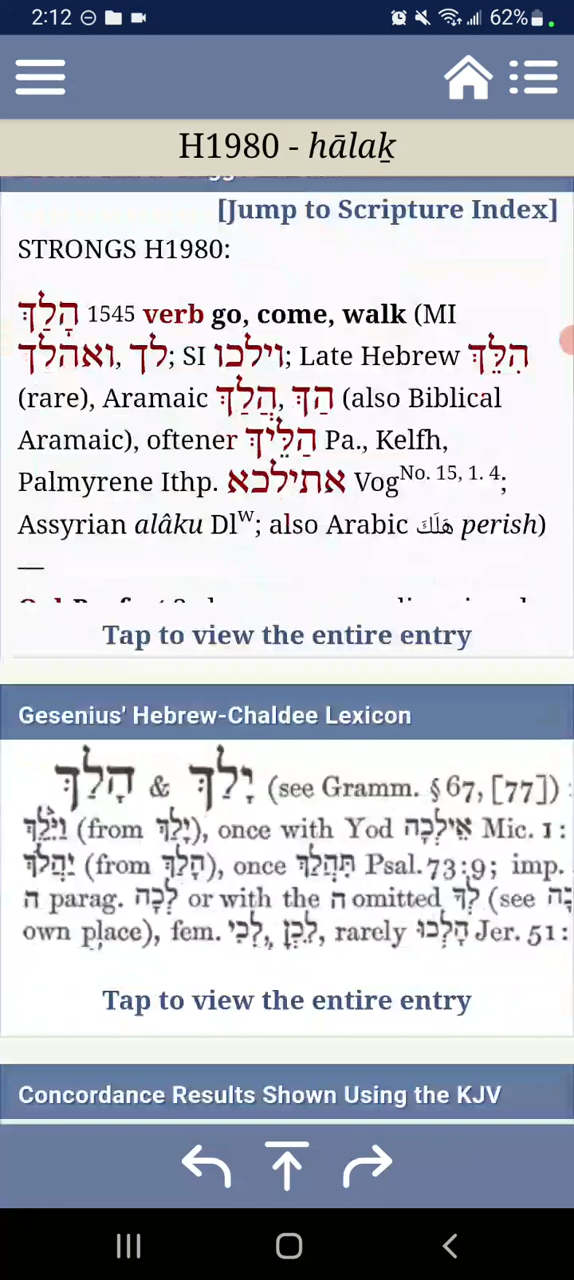 2:12 62%
H1980 - hālaḵ
[Jump to Scripture Index]
STRONGS H1980:
הָלַךְ 1545 verb go, come, walk (MI
ואהלך, לך; SI וילכו; Late Hebrew הִלֵּךְ
(rare), Aramaic הֲלַךְ, הַךְ (also Biblical
Aramaic), oftener הַלֵּיךְ Pa., Kelfh,
Palmyrene Ithp. אתילכא Vog No. 15, 1. 4;
Assyrian alâku Dl w; also Arabic هَلَكَ perish)
—
Tap to view the entire entry
Gesenius' Hebrew-Chaldee Lexicon
הָלַךְ & יָלַךְ (see Gramm. § 67, [77])
(from יָלַךְ), once with Yod אֵילְכָה Mic. 1:
יַהֲלֹךְ (from הָלַךְ), once תִּהֲלַךְ Psal. 73:9; imp.
ה parag. לְכָה or with the ה omitted לְךָ (see
own place), fem. לְכִי, לֵכְןָ, rarely הִלְכוּ Jer. 51:
Tap to view the entire entry
Concordance Results Shown Using the KJV